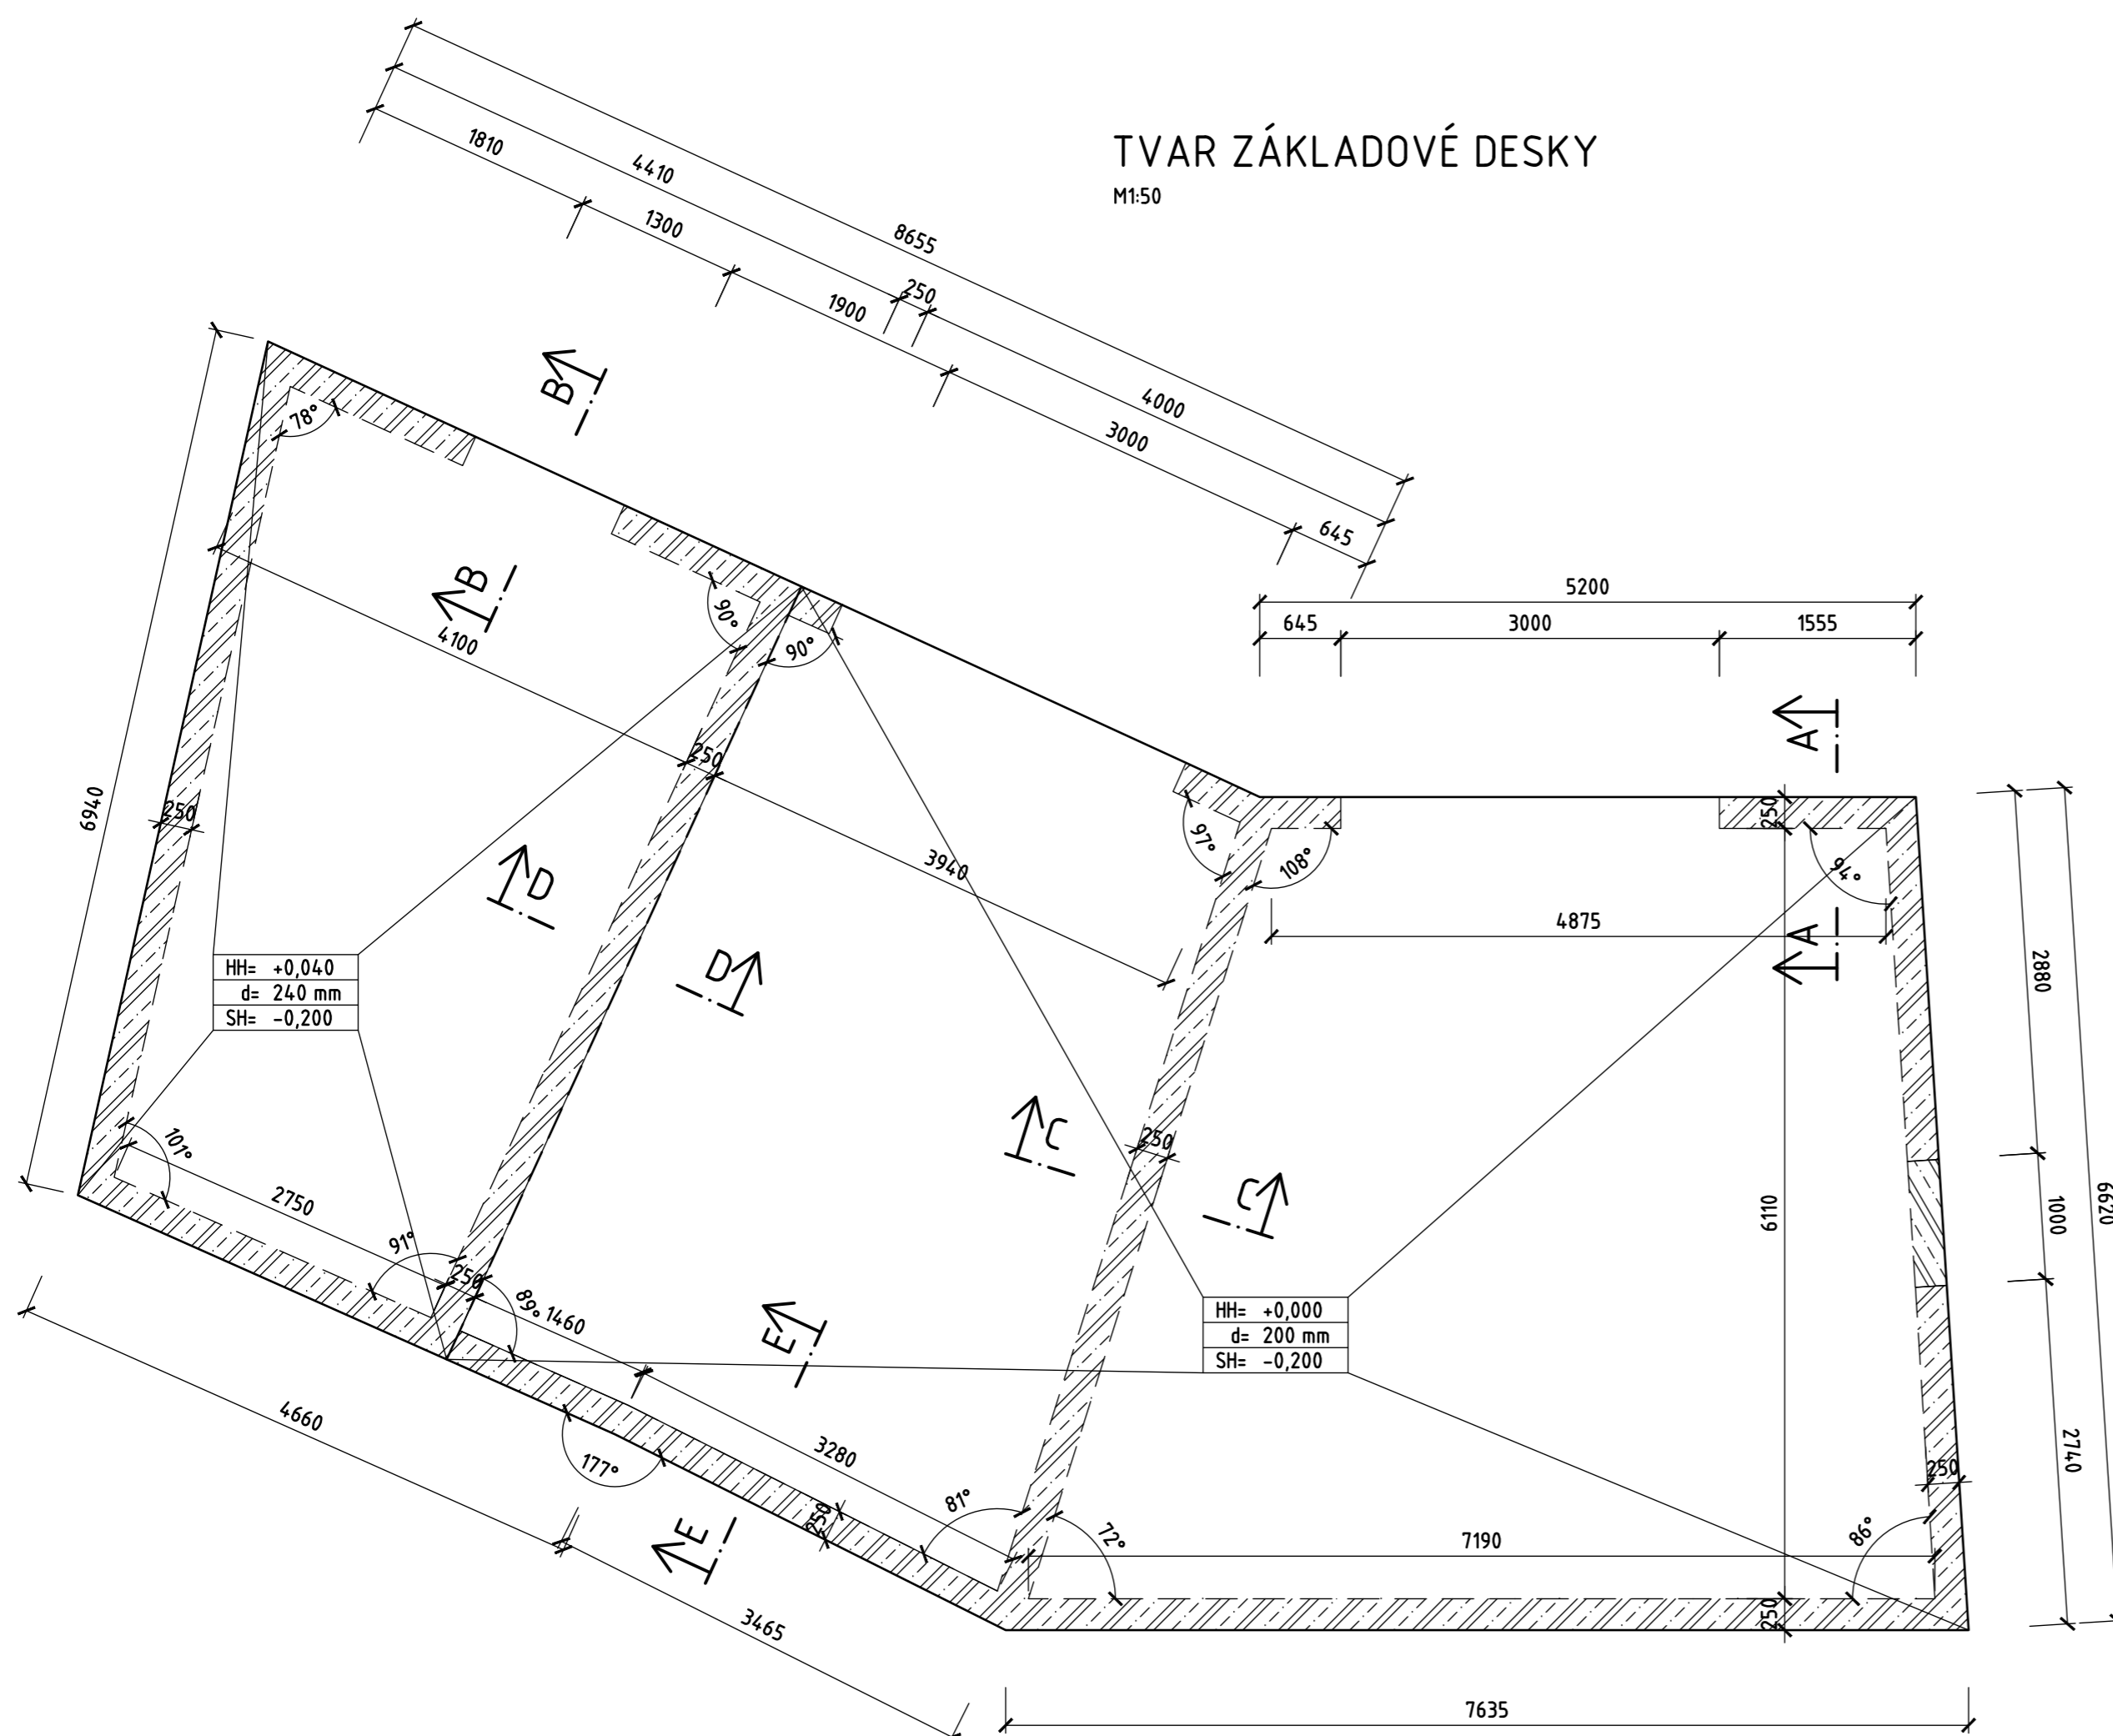 TVAR ZÁKLADOVÉ DESKY
M1:50
8655
4410
250
4000
1810
1300
1900
3000
645
5200
645
3000
1555
B
B
A
A
78°
90°
90°
97°
108°
94°
6940
250
4100
250
3940
250
4875
D
D
C
C
2880
1000
2740
6620
HH= +0,040
d= 240 mm
SH= -0,200
101°
2750
91°
250
89°
1460
250
6110
HH= +0,000
d= 200 mm
SH= -0,200
E
E
4660
177°
3280
250
81°
72°
7190
86°
250
250
3465
7635